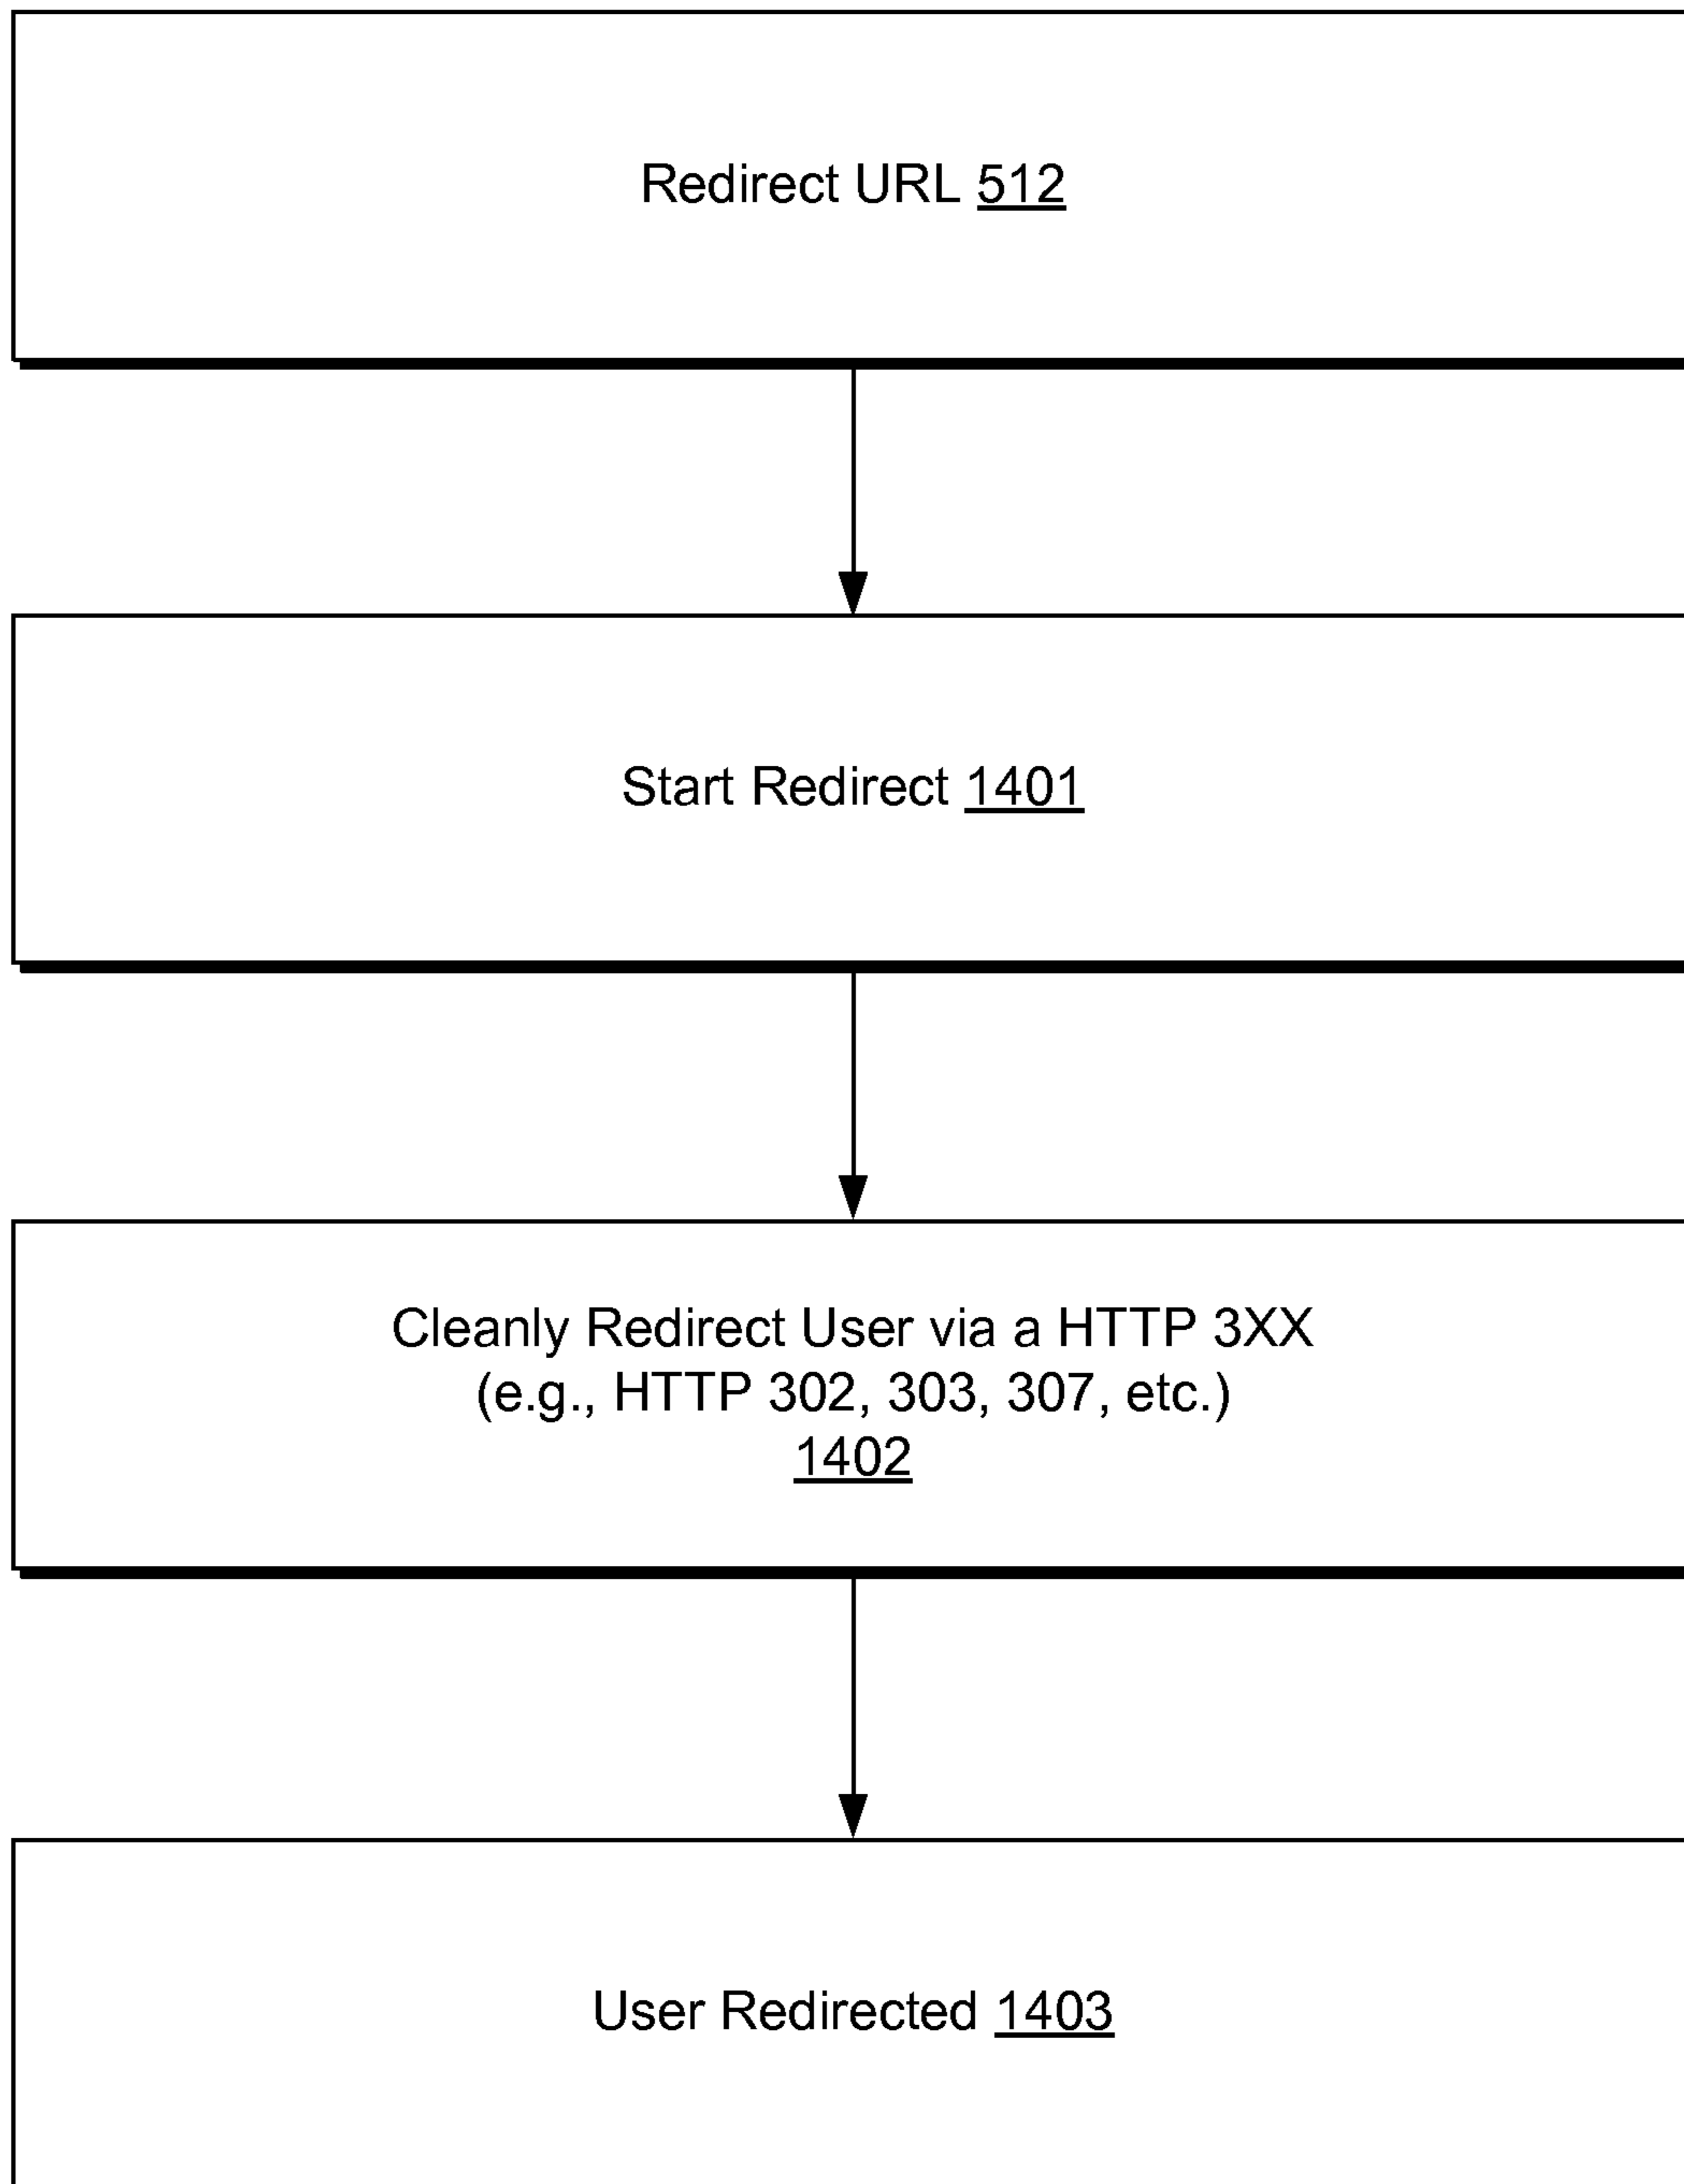 Redirect URL 512
Start Redirect 1401
Cleanly Redirect User via a HTTP 3XX
(e.g., HTTP 302, 303, 307, etc.)
1402
User Redirected 1403